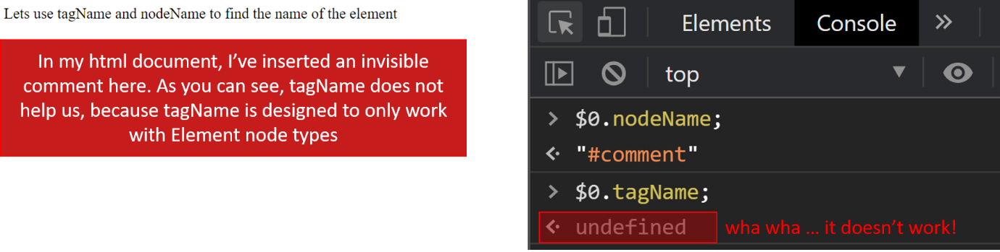 Lets use tagName and nodeName to find the name of the element
In my html document, I’ve inserted an invisible
comment here. As you can see, tagName does not
help us, because tagName is designed to only work
with Element node types
Elements Console
top
$0.nodeName;
"#comment"
$0.tagName;
undefined wha wha ... it doesn’t work!